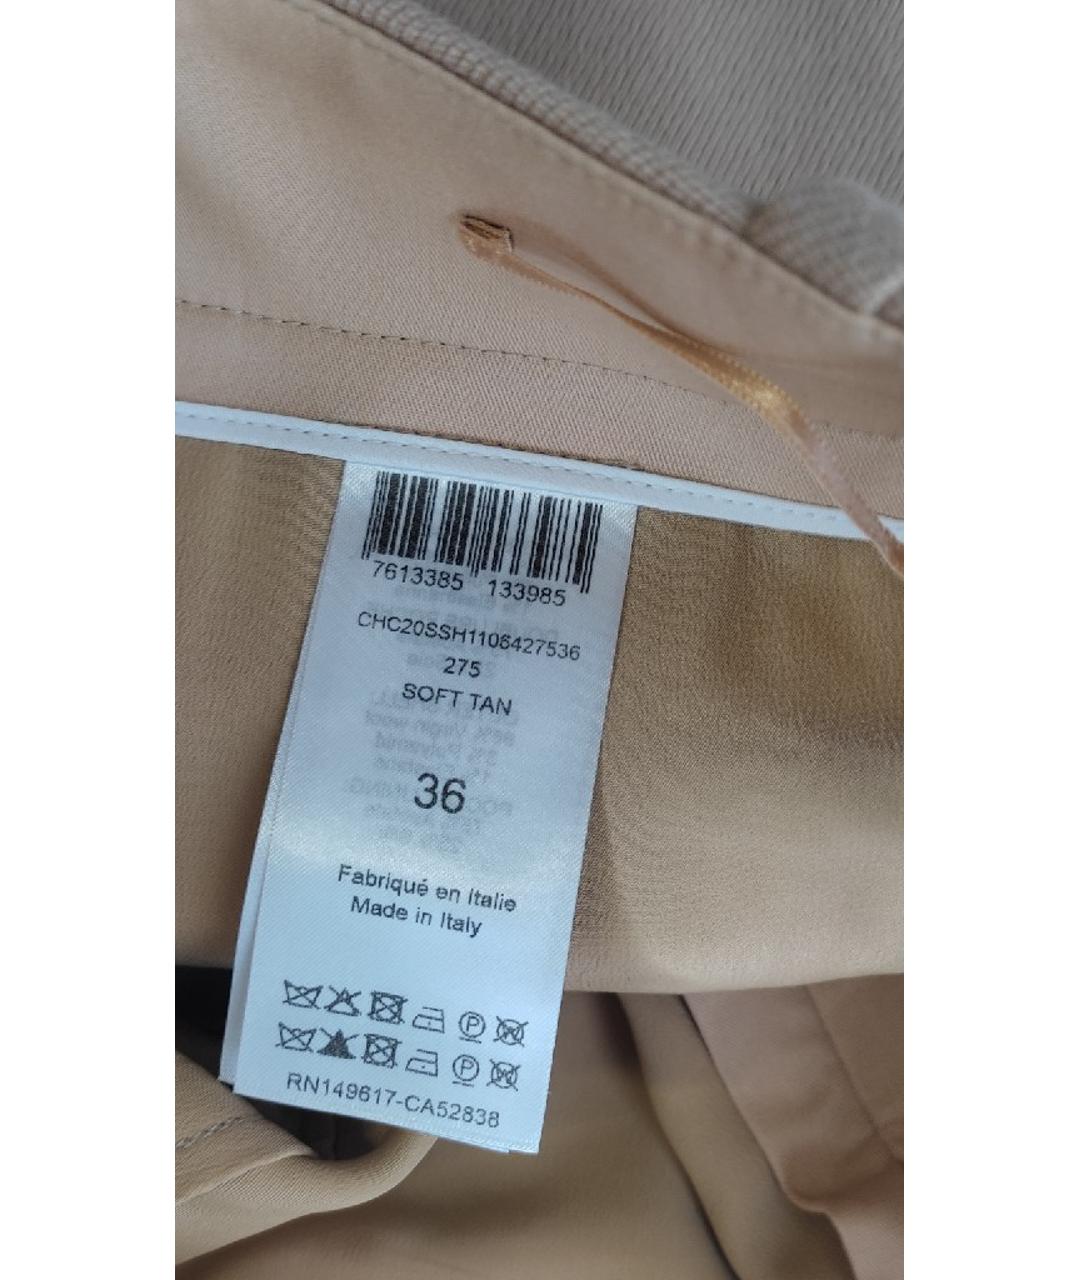 7613385 133985
CHC20SSH1106427536
275
SOFT TAN
36
Fabriqué en Italie
Made in Italy
RN149617-CA52838